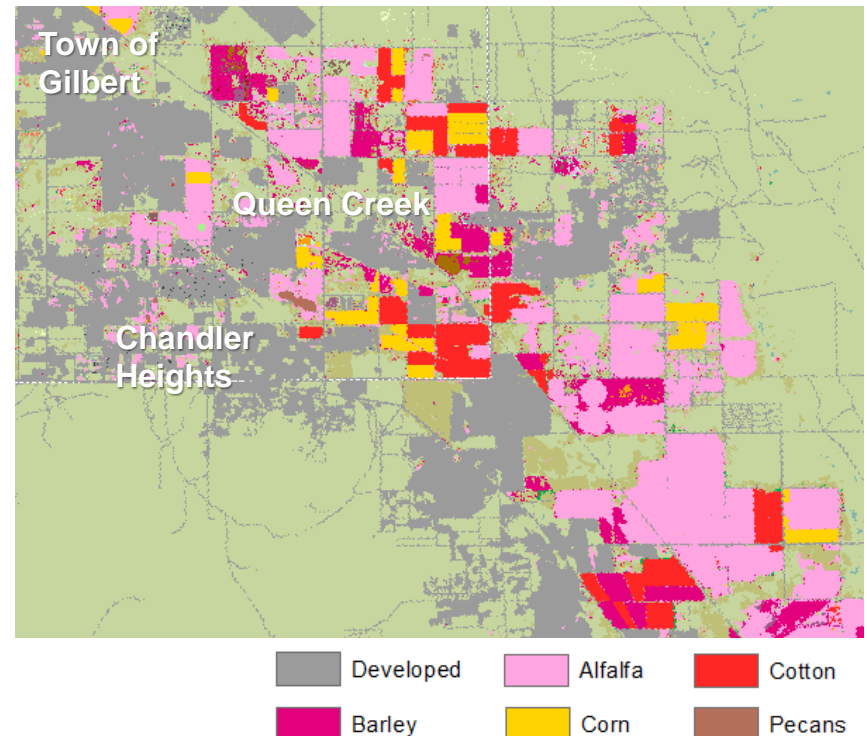 Town of
Gilbert
Queen Creek
Chandler
Heights
Developed
Alfalfa
Cotton
Barley
Corn
Pecans